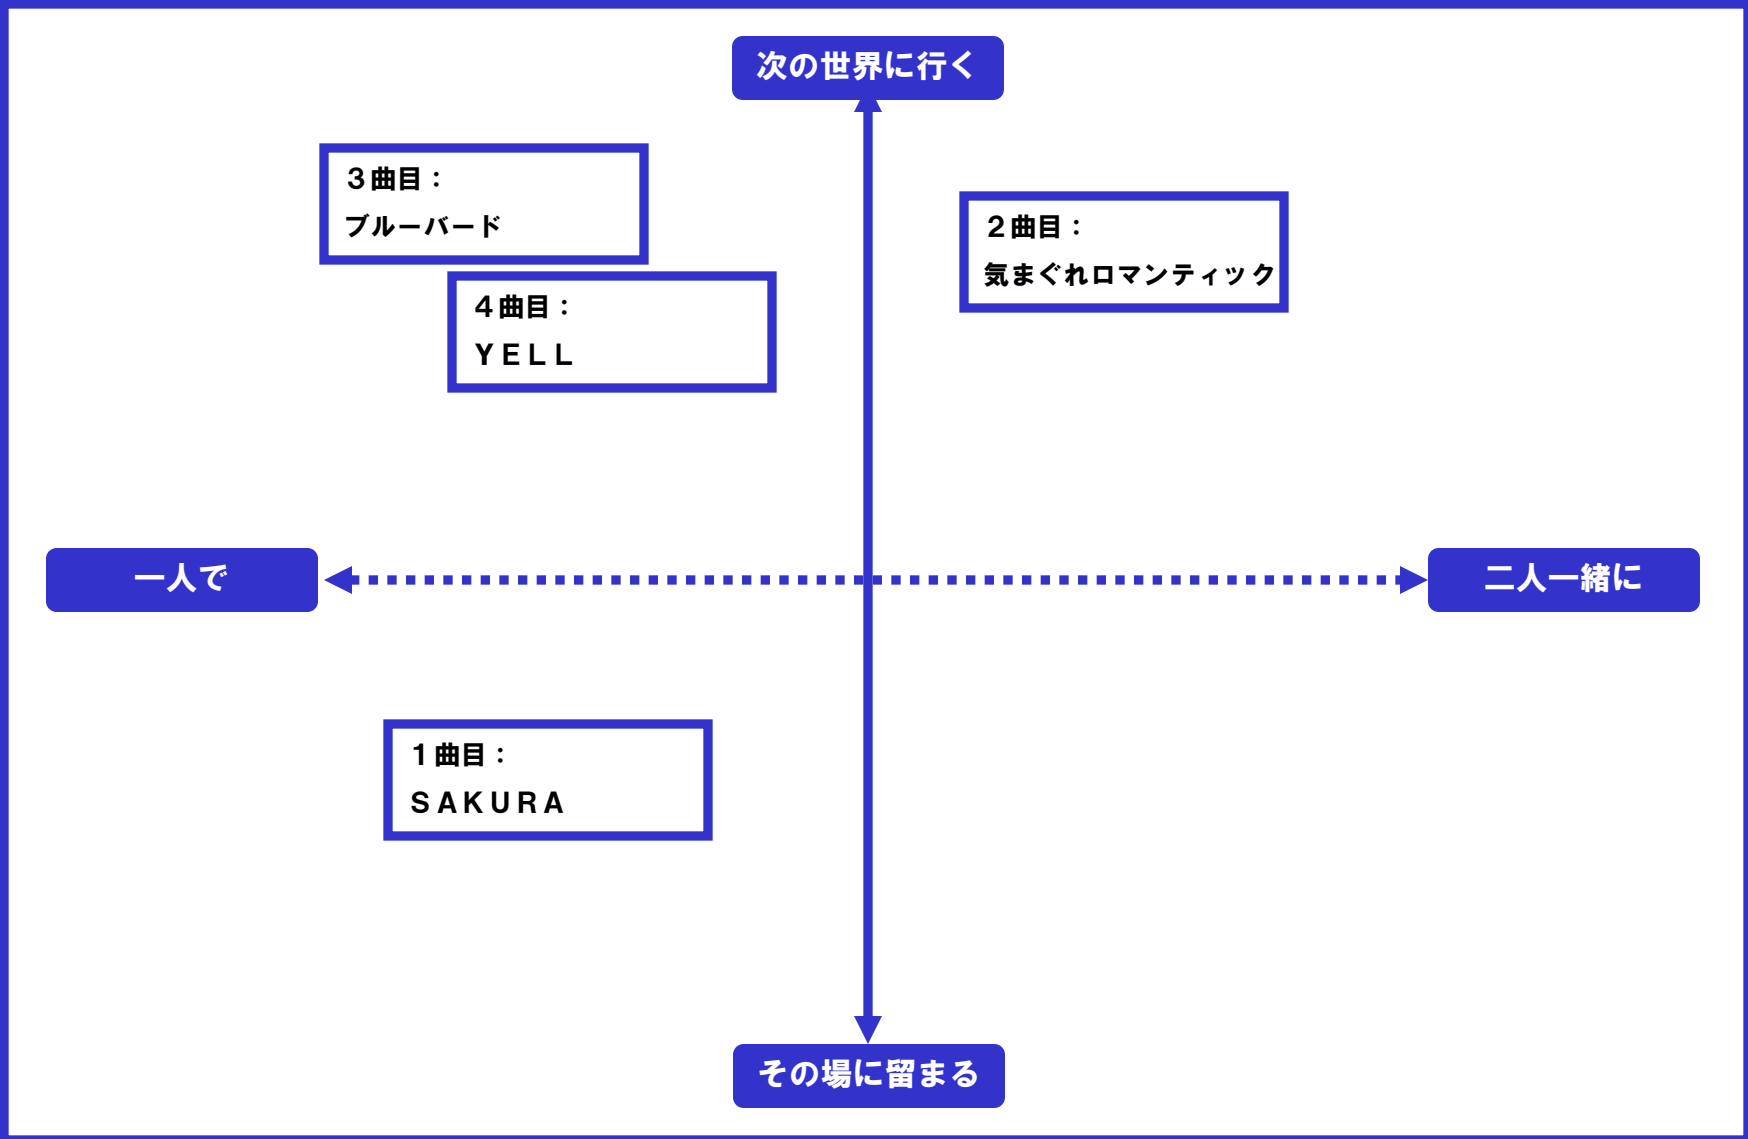 次の世界に行く
３曲目：
ブルーバード
２曲目：
気まぐれロマンティック
４曲目：
ＹＥＬＬ
一人で
二人一緒に
１曲目：
ＳＡＫＵＲＡ
その場に留まる